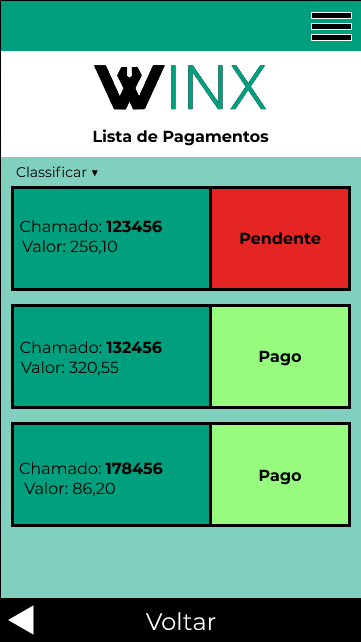 WINX
Lista de Pagamentos
Classificar ▾
Chamado: 123456
Valor: 256,10
Pendente
Chamado: 132456
Valor: 320,55
Pago
Chamado: 178456
Valor: 86,20
Pago
Voltar